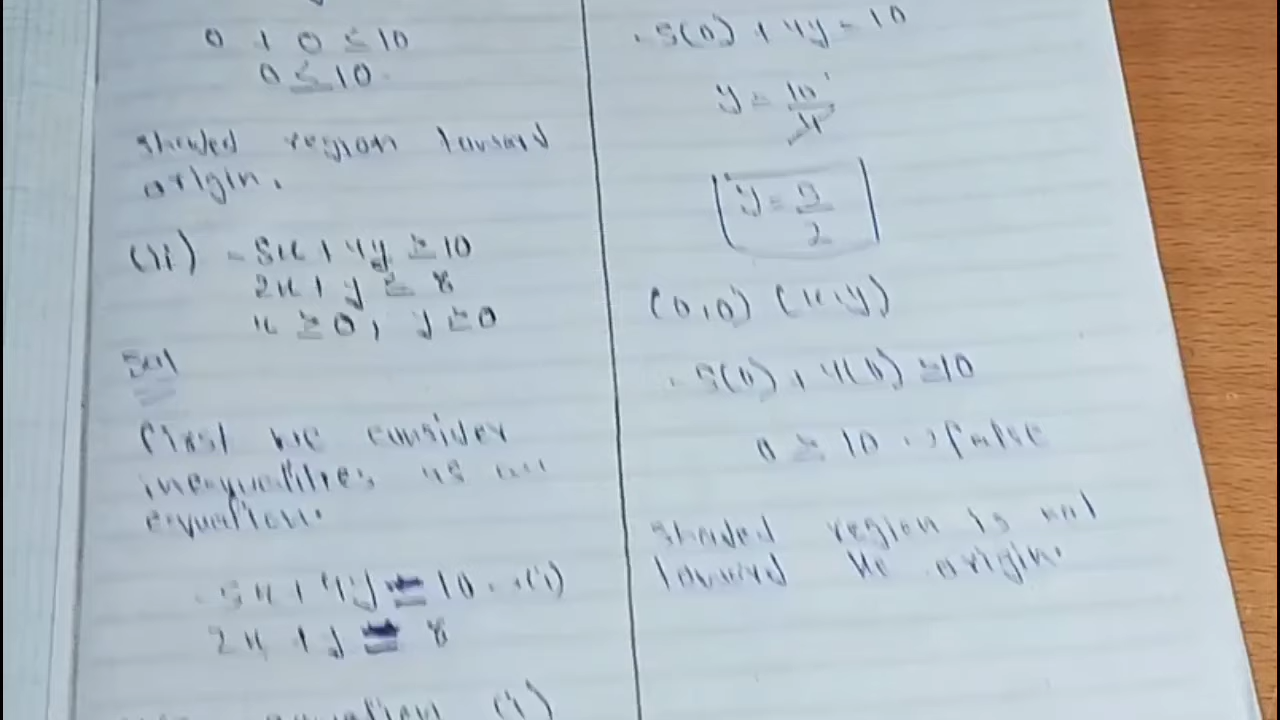 0 + 0 ≤ 10
0 ≤ 10
shaded region toward
origin.
(ii) -5x + 4y ≥ 10
2x + y ≤ 8
x ≥ 0, y ≥ 0
Sol
First we consider
inequalities as
equation.
-5x + 4y = 10 → (i)
2x + y = 8
equation (i)
-5(0) + 4y = 10
y = 10/4
y = 5/2
(0,0) (x,y)
-5(0) + 4(0) ≥ 10
0 ≥ 10 → false
shaded region is not
toward the origin.